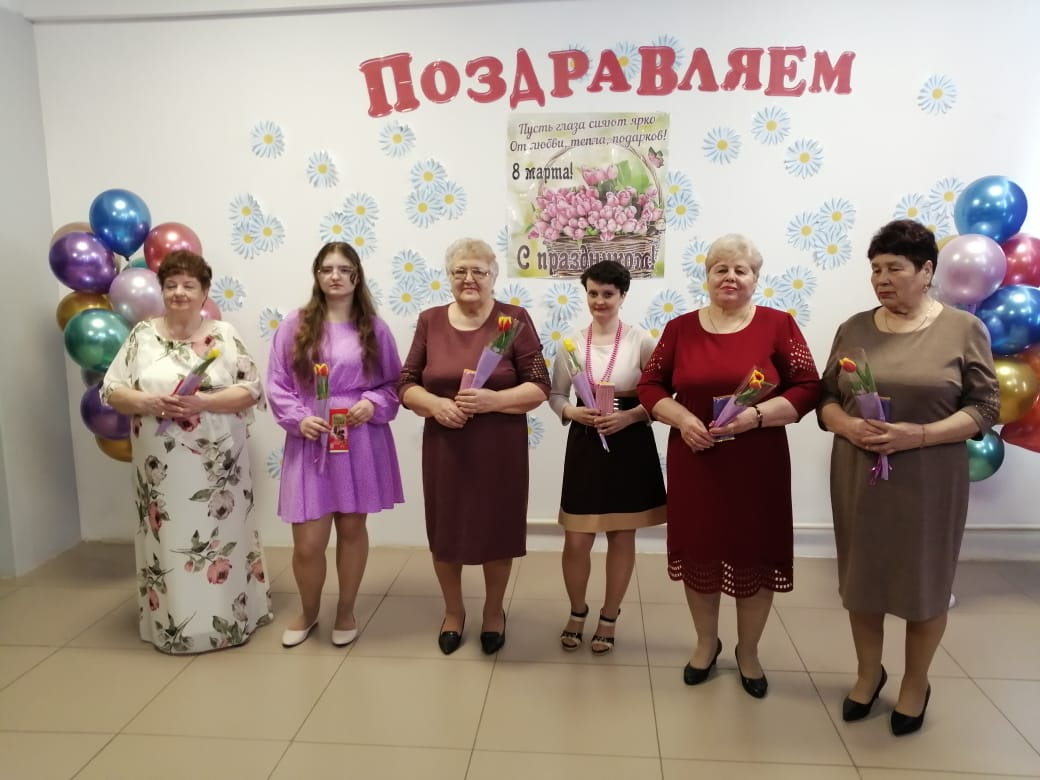 ПОЗДРАВЛЯЕМ
Пусть глаза сияют ярко
От любви, тепла, подарков!
8 марта!
С праздником!